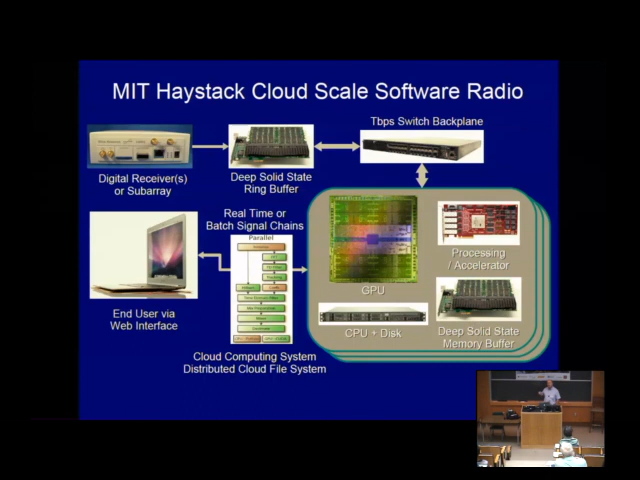 MIT Haystack Cloud Scale Software Radio
Tbps Switch Backplane
Digital Receiver(s)
or Subarray
Deep Solid State
Ring Buffer
Real Time or
Batch Signal Chains
Parallel
End User via
Web Interface
GPU
Processing
/ Accelerator
CPU + Disk
Deep Solid State
Memory Buffer
Cloud Computing System
Distributed Cloud File System